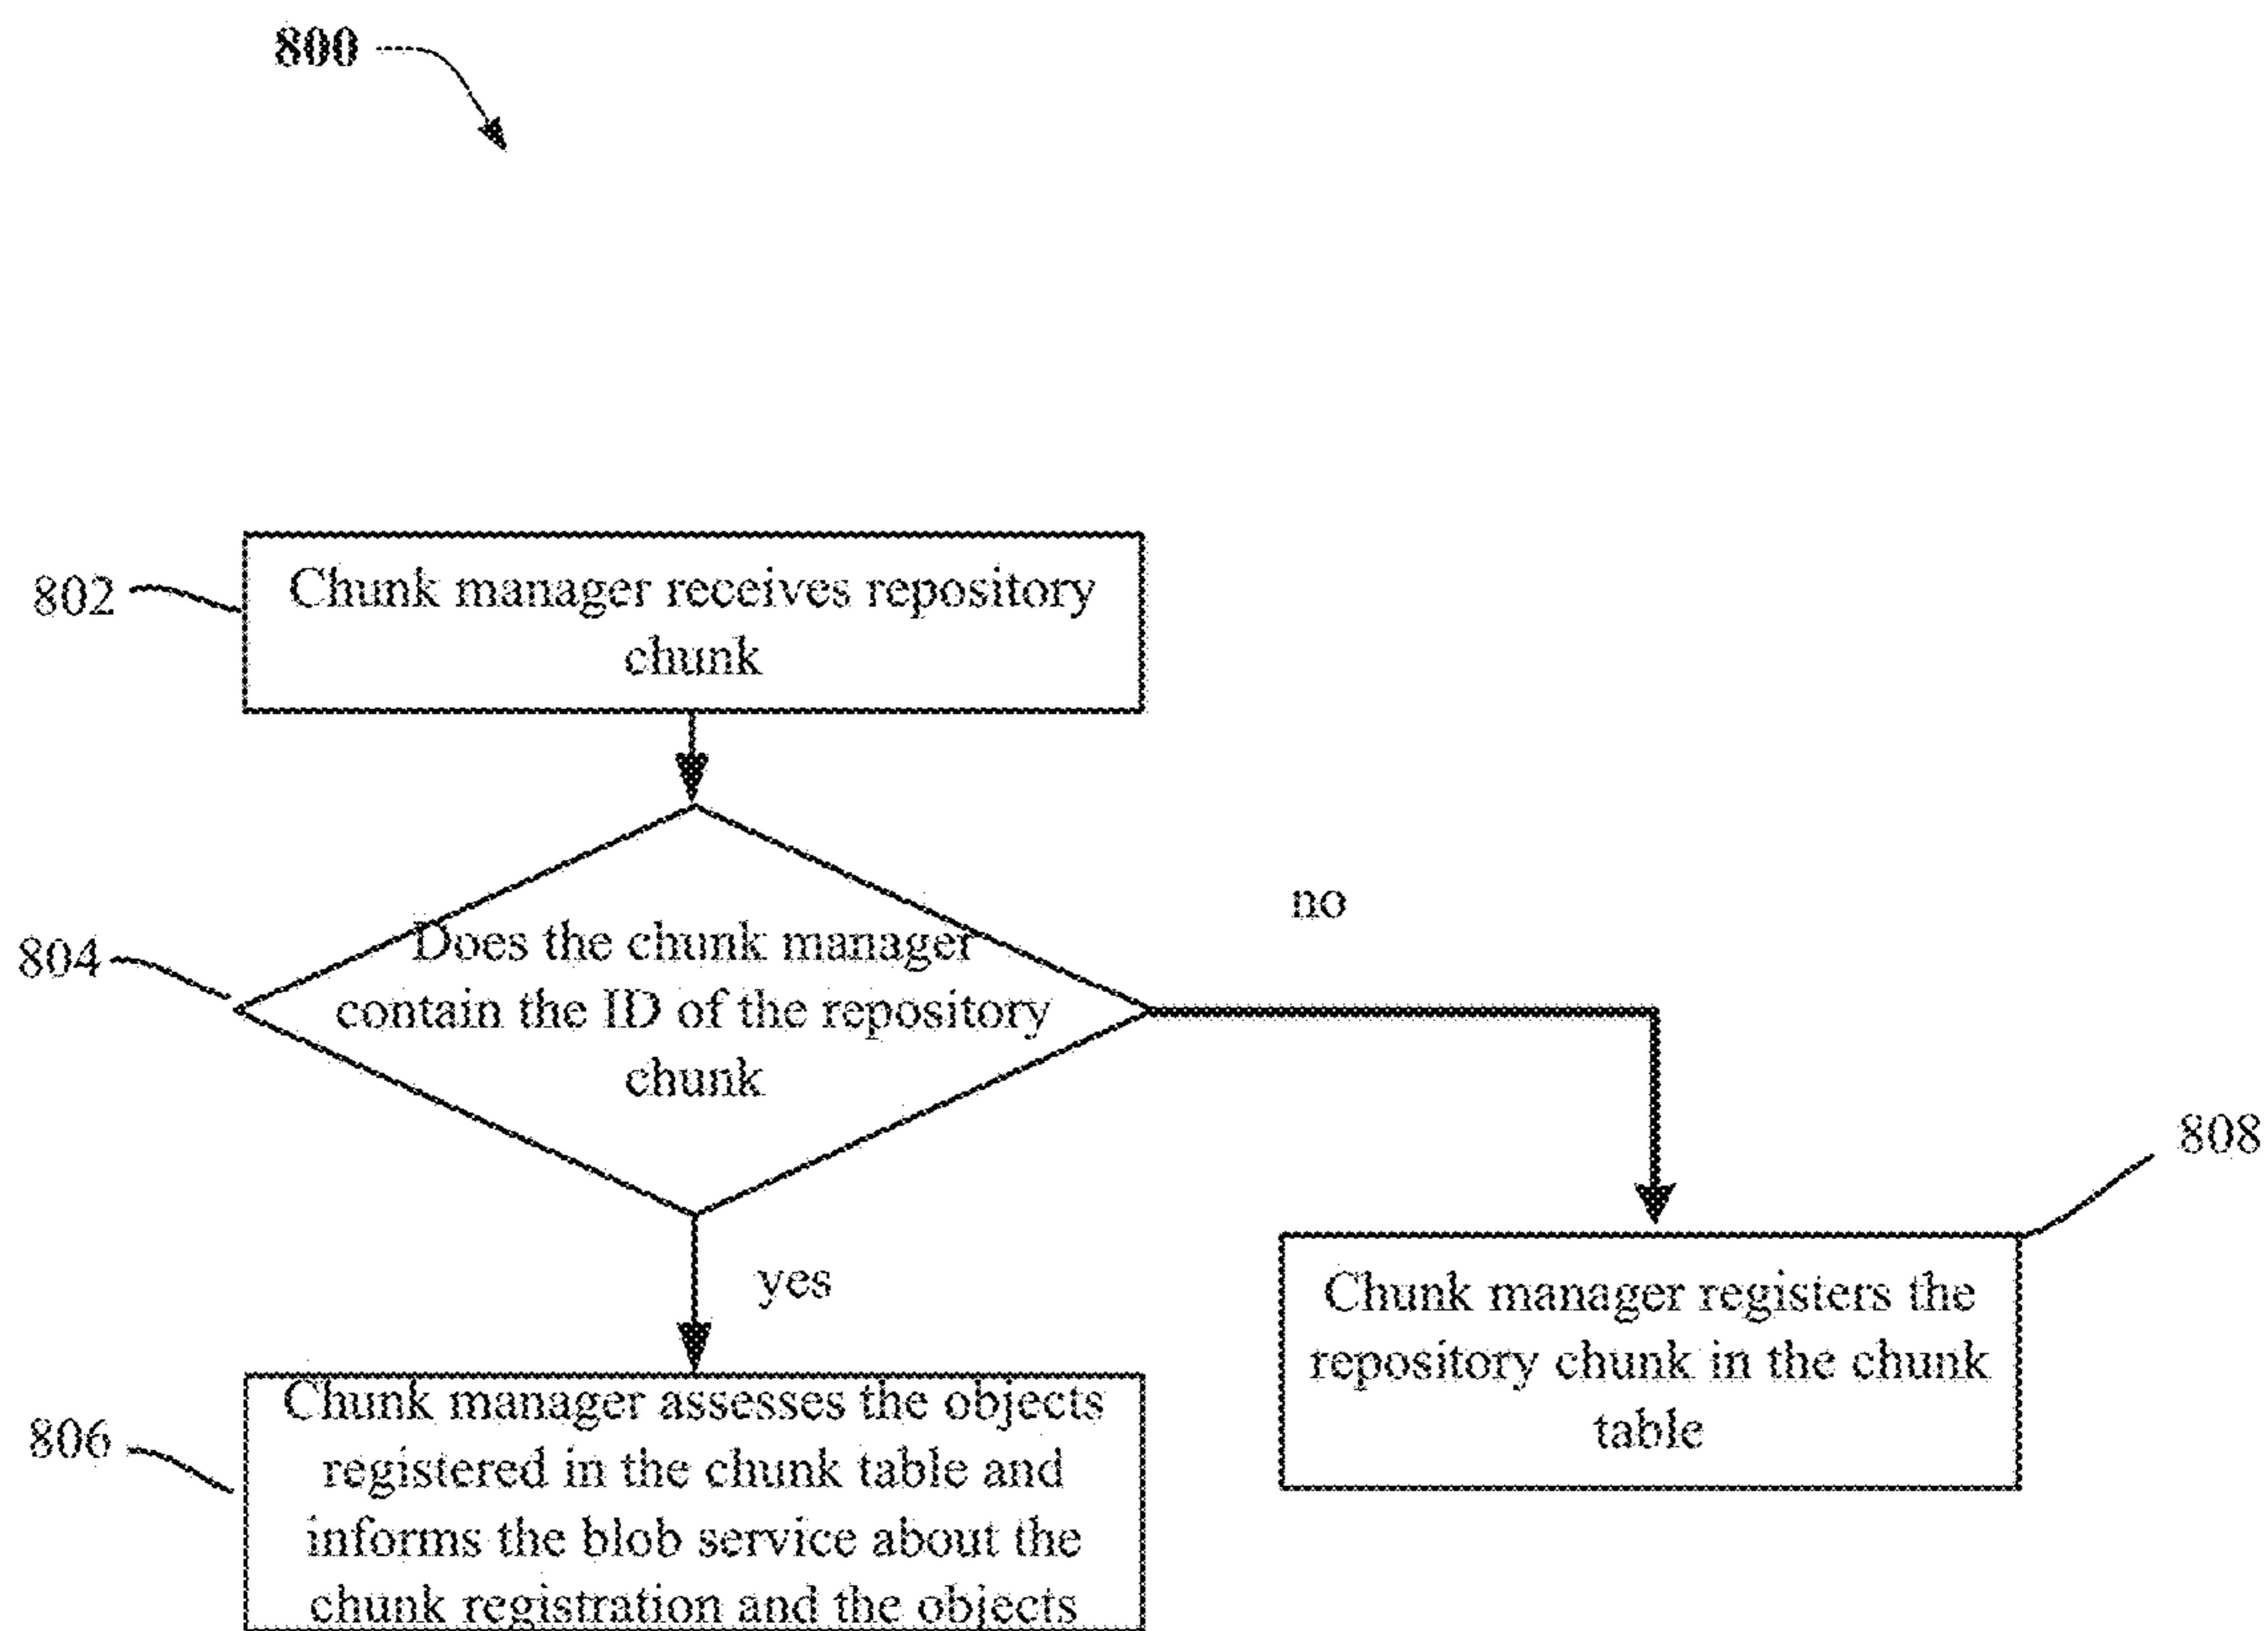 800
802
Chunk manager receives repository
chunk
no
804
Does the chunk manager
contain the ID of the repository
chunk
808
yes
Chunk manager registers the
repository chunk in the chunk
table
806
Chunk manager assesses the objects
registered in the chunk table and
informs the blob service about the
chunk registration and the objects